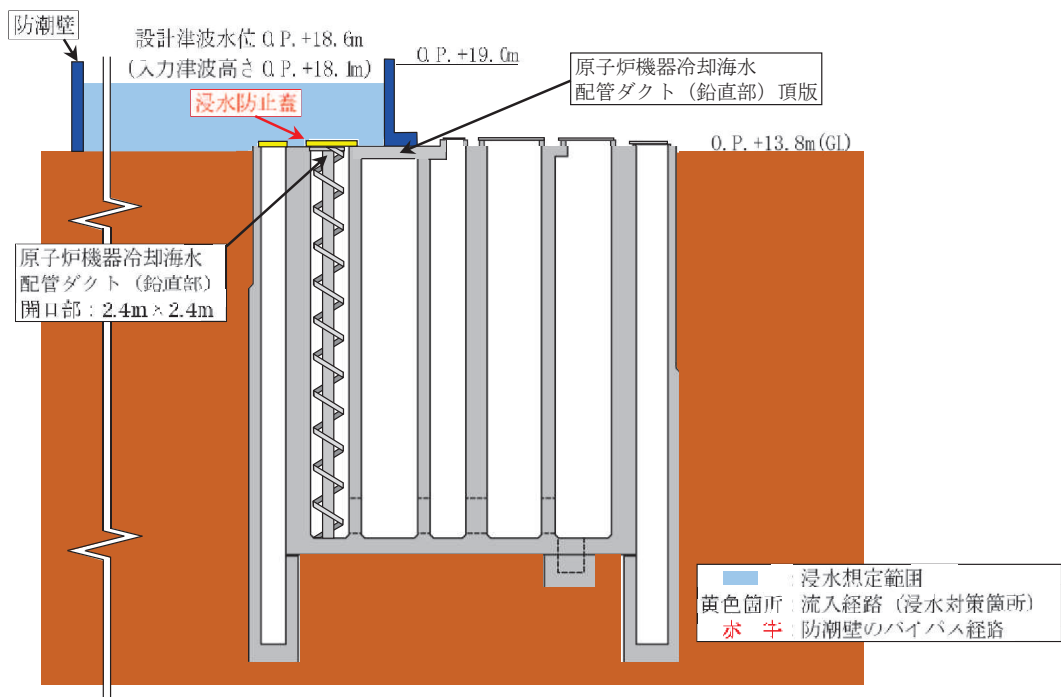 防潮壁
設計津波水位 O.P.+18.6m
(入力津波高さ O.P.+18.1m)
O.P.+19.0m
浸水防止蓋
原子炉機器冷却海水
配管ダクト（鉛直部）頂版
O.P.+13.8m(GL)
原子炉機器冷却海水
配管ダクト（鉛直部）
開口部：2.4m×2.4m
：浸水想定範囲
黄色箇所：流入経路（浸水対策箇所）
：防潮壁のバイパス経路